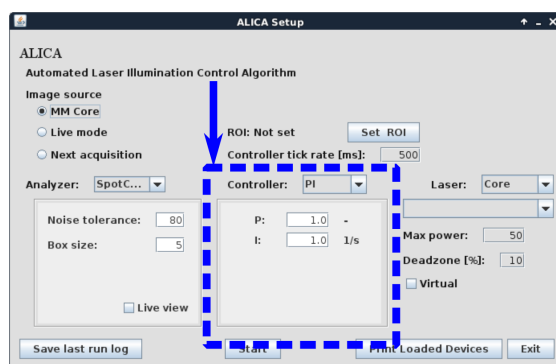 ALICA Setup
ALICA
Automated Laser Illumination Control Algorithm
Image source
MM Core
Live mode
ROI: Not set Set ROI
Next acquisition
Controller tick rate [ms]: 500
Analyzer: SpotC... Controller: PI Laser: Core
Noise tolerance: 80 P: 1.0 -
Box size: 5 I: 1.0 1/s
Max power: 50
Deadzone [%]: 10
Virtual
Live view
Save last run log Start Print Loaded Devices Exit